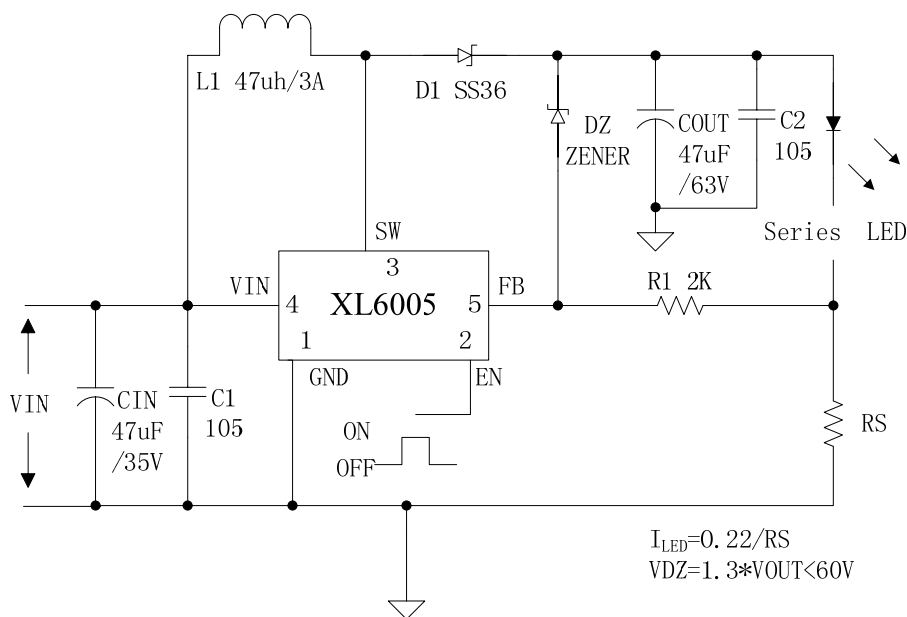 L1 47uh/3A
D1 SS36
DZ
ZENER
COUT
47uF
/63V
C2
105
Series LED
SW
3
VIN
4
XL6005
5
FB
R1 2K
1
2
GND
EN
VIN
CIN
47uF
/35V
C1
105
ON
OFF
RS
I_LED=0.22/RS
VDZ=1.3*VOUT<60V